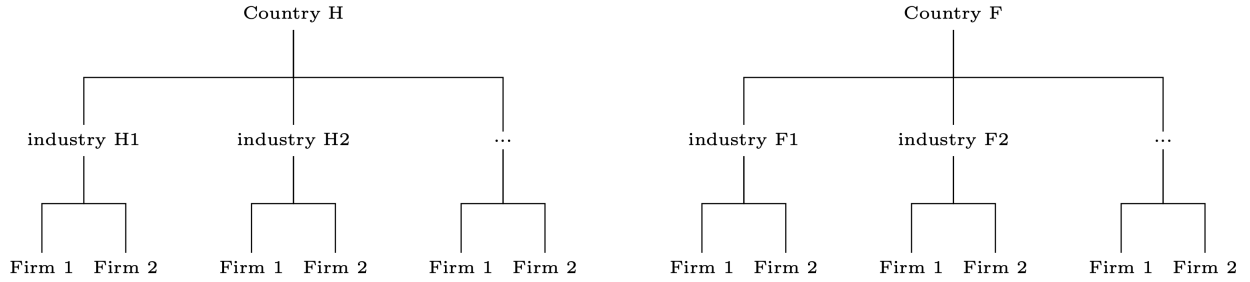 Country H Country F
industry H1 industry H2 ... industry F1 industry F2 ...
Firm 1 Firm 2 Firm 1 Firm 2 Firm 1 Firm 2 Firm 1 Firm 2 Firm 1 Firm 2 Firm 1 Firm 2